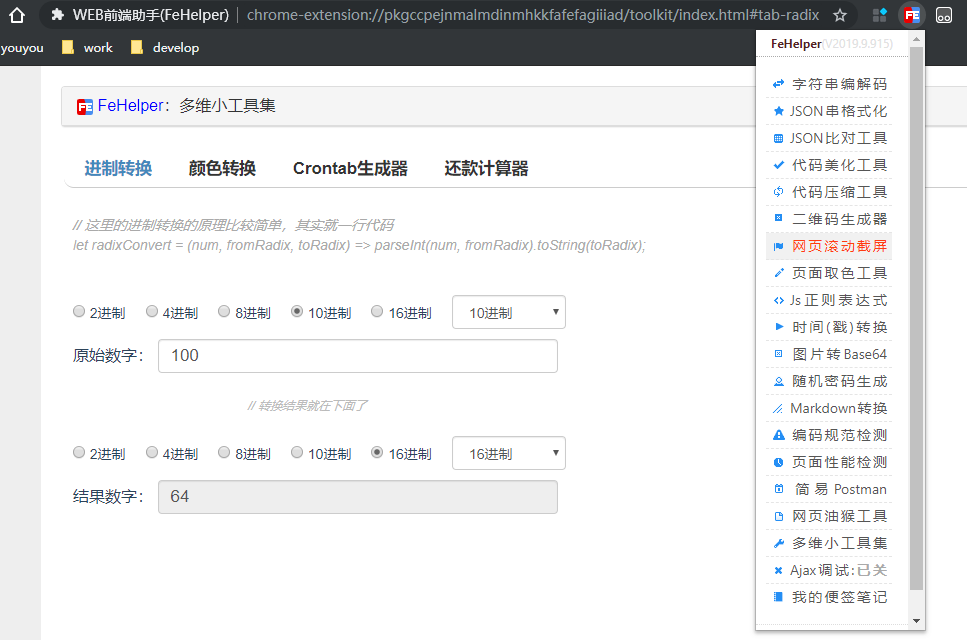 WEB前端助手(FeHelper) chrome-extension://pkgccpejnmalmdinmhkkfafefagiiiad/toolkit/index.html#tab-radix
youyou work develop
FeHelper：多维小工具集
进制转换 颜色转换 Crontab生成器 还款计算器
// 这里的进制转换的原理比较简单，其实就一行代码
let radixConvert = (num, fromRadix, toRadix) => parseInt(num, fromRadix).toString(toRadix);
2进制 4进制 8进制 10进制 16进制 10进制
原始数字： 100
// 转换结果就在下面了
2进制 4进制 8进制 10进制 16进制 16进制
结果数字： 64
FeHelper(V2019.9.915)
字符串编解码
JSON串格式化
JSON比对工具
代码美化工具
代码压缩工具
二维码生成器
网页滚动截屏
页面取色工具
Js正则表达式
时间(戳)转换
图片转Base64
随机密码生成
Markdown转换
编码规范检测
页面性能检测
简易Postman
网页油猴工具
多维小工具集
Ajax调试:已关
我的便签笔记